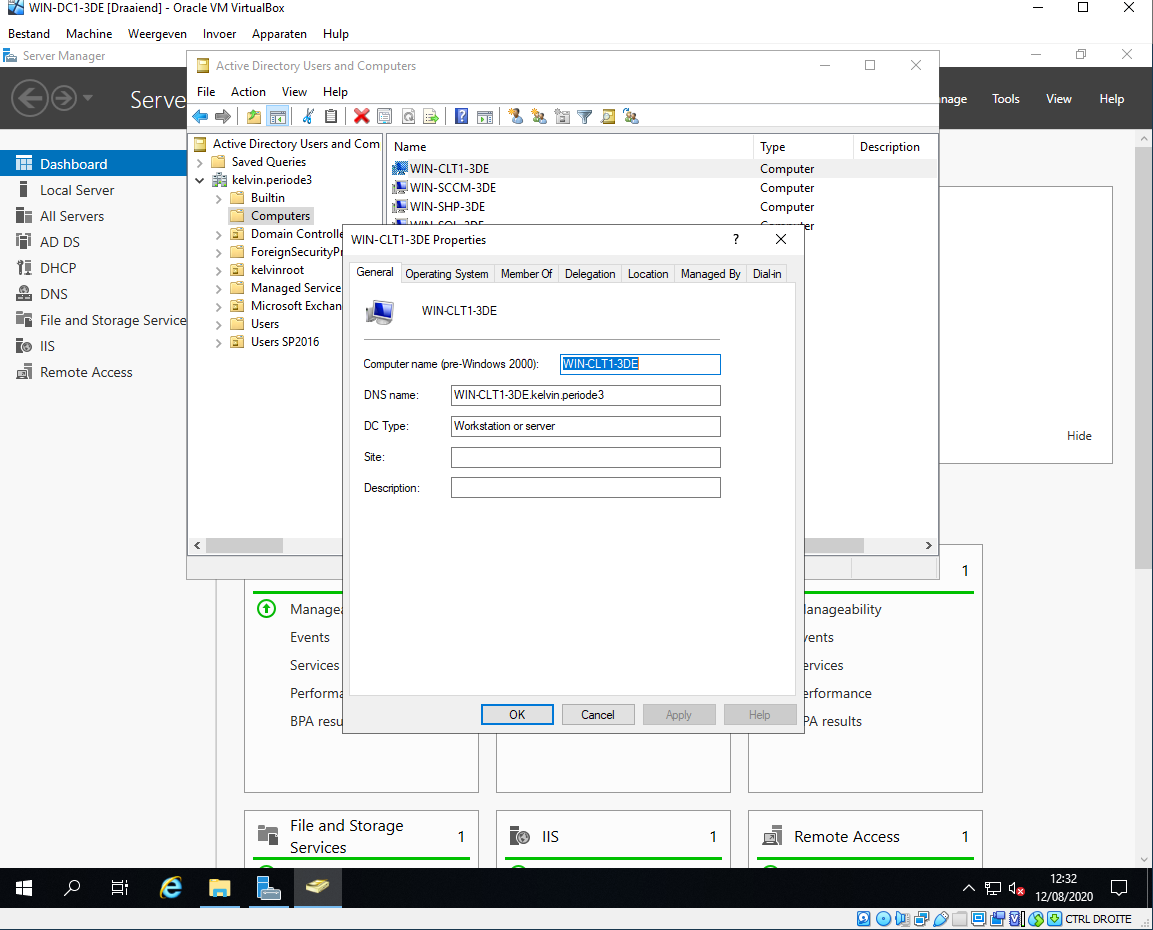 WIN-DC1-3DE [Draaiend] - Oracle VM VirtualBox
Bestand Machine Weergeven Invoer Apparaten Hulp
Server Manager
Serve
nage Tools View Help
Dashboard
Local Server
All Servers
AD DS
DHCP
DNS
File and Storage Service
IIS
Remote Access
Active Directory Users and Computers
File Action View Help
Active Directory Users and Com
Saved Queries
kelvin.periode3
Builtin
Computers
Domain Controlle
ForeignSecurityPr
kelvinroot
Managed Service
Microsoft Exchan
Users
Users SP2016
Name Type Description
WIN-CLT1-3DE Computer
WIN-SCCM-3DE Computer
WIN-SHP-3DE Computer
WIN-SQL-3DE Computer
WIN-CLT1-3DE Properties
?
General Operating System Member Of Delegation Location Managed By Dial-in
WIN-CLT1-3DE
Computer name (pre-Windows 2000): WIN-CLT1-3DE
DNS name: WIN-CLT1-3DE.kelvin.periode3
DC Type: Workstation or server
Site:
Description:
OK Cancel Apply Help
Hide
1
Managea
Events
Services
Performa
BPA resu
lanageability
vents
ervices
erformance
PA results
File and Storage
Services
1
IIS 1
Remote Access 1
12:32
12/08/2020
CTRL DROITE